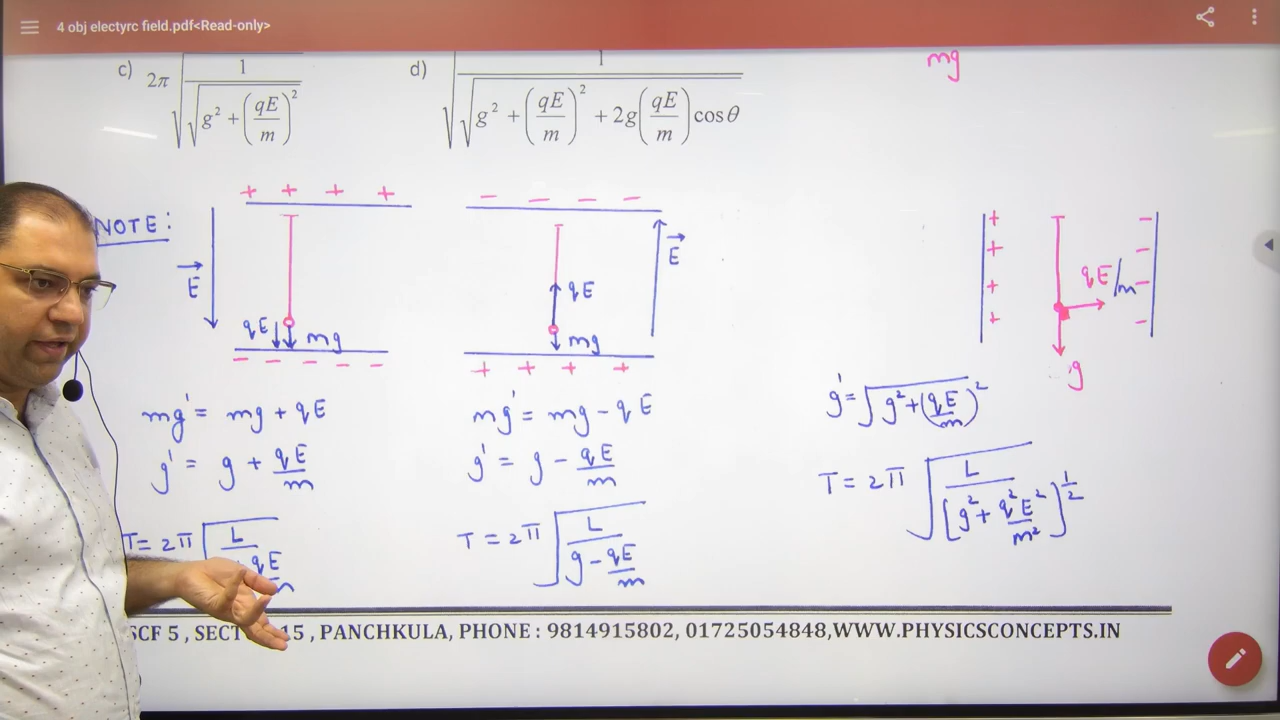 4 obj electyrc field.pdf<Read-only>
mg
c) 2π √(1/√(g² + (qE/m)²))
d) √(1/√(g² + (qE/m)² + 2g(qE/m) cos θ))
NOTE:
+ + + +
E
qE
mg
- - - - -
- - - -
E
qE
mg
+ + + +
+ + + +
qE/m
- - - -
g
mg' = mg + qE
g' = g + qE/m
mg' = mg - qE
g' = g - qE/m
T = 2π √(L/(g - qE/m))
g' = √(g² + (qE/m)²)
T = 2π √(L/[g² + q²E²/m²]^1/2)
T = 2π √(L/ qE/m
SCF 5 , SECT 15 , PANCHKULA, PHONE : 9814915802, 01725054848,WWW.PHYSICSCONCEPTS.IN